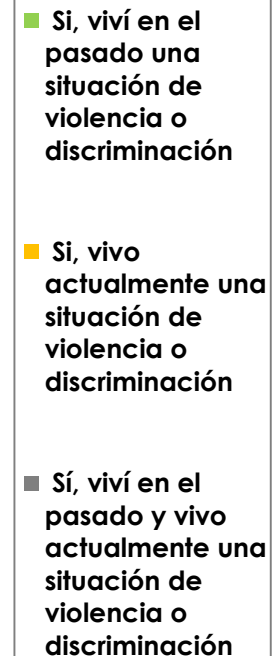 Si, viví en el
pasado una
situación de
violencia o
discriminación
Si, vivo
actualmente una
situación de
violencia o
discriminación
Sí, viví en el
pasado y vivo
actualmente una
situación de
violencia o
discriminación